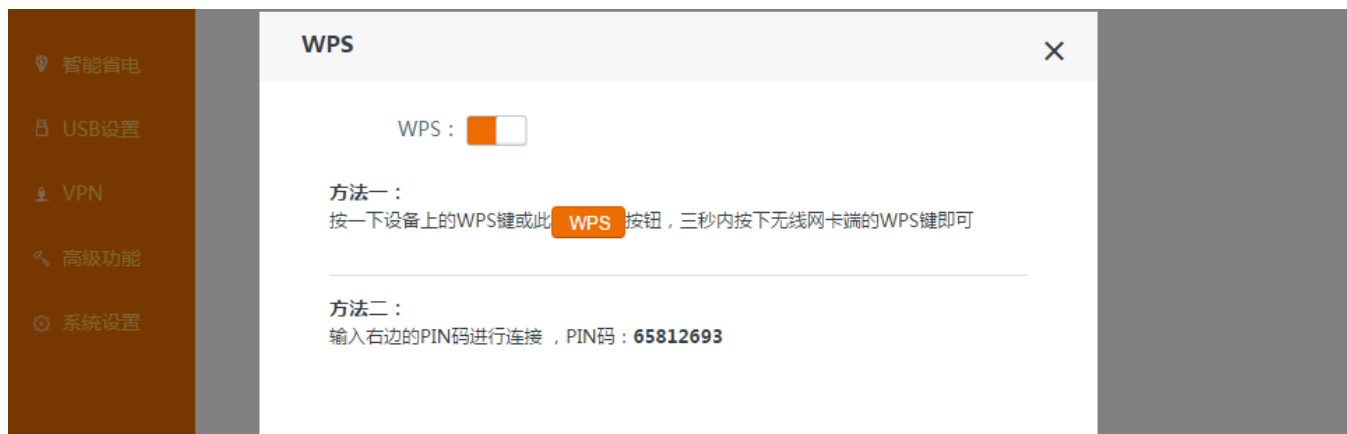 智能省电
USB设置
VPN
高级功能
系统设置
WPS
WPS：
方法一：
按一下设备上的WPS键或此 WPS 按钮，三秒内按下无线网卡端的WPS键即可
方法二：
输入右边的PIN码进行连接 ，PIN码：65812693